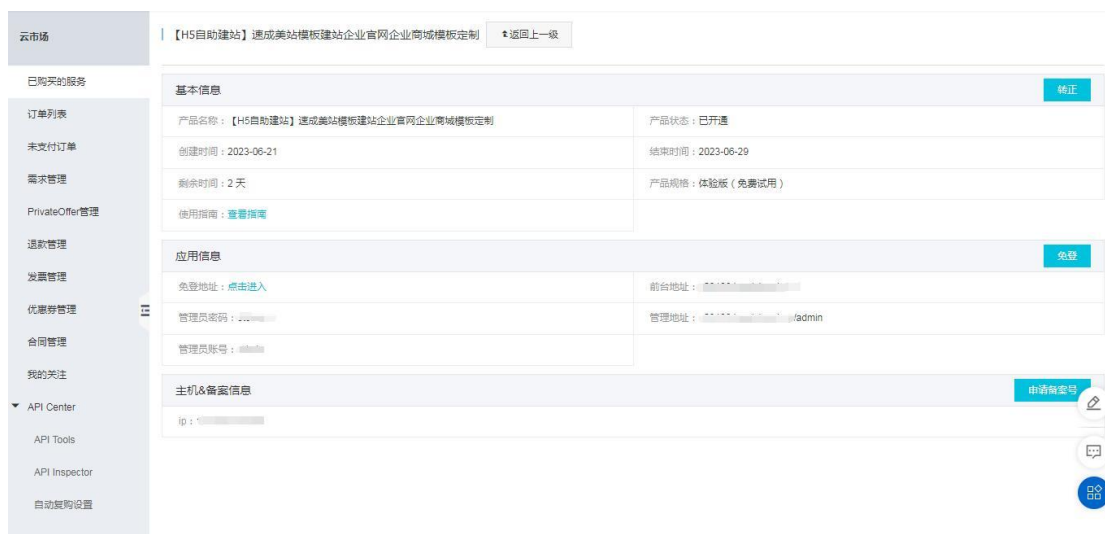 云市场
已购买的服务
订单列表
未支付订单
需求管理
PrivateOffer管理
退款管理
发票管理
优惠券管理
合同管理
我的关注
API Center
API Tools
API Inspector
自动复购设置
【H5自助建站】速成美站模板建站企业官网企业商城模板定制 返回上一级
基本信息 转正
产品名称：【H5自助建站】速成美站模板建站企业官网企业商城模板定制 产品状态：已开通
创建时间：2023-06-21 结束时间：2023-06-29
剩余时间：2 天 产品规格：体验版（免费试用）
使用指南：查看指南
应用信息 免登
免登地址：点击进入 前台地址：
管理员密码： 管理地址： /admin
管理员账号：
主机&备案信息 申请备案号
ip：